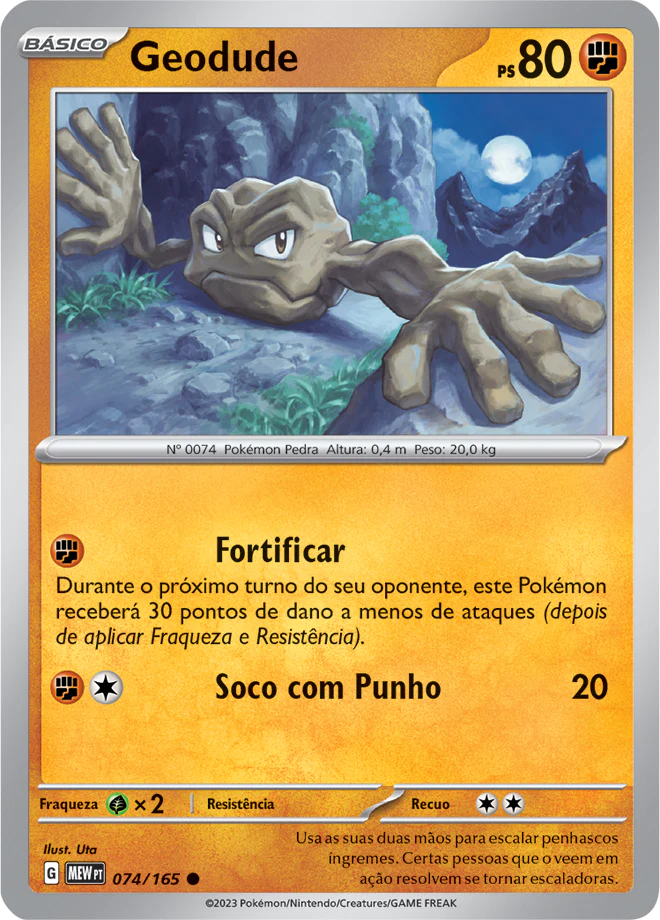 BÁSICO
Geodude
PS 80
Nº 0074 Pokémon Pedra Altura: 0,4 m Peso: 20,0 kg
Fortificar
Durante o próximo turno do seu oponente, este Pokémon
receberá 30 pontos de dano a menos de ataques (depois
de aplicar Fraqueza e Resistência).
Soco com Punho 20
Fraqueza × 2 Resistência Recuo
Ilust. Uta
G MEW PT 074/165
Usa as suas duas mãos para escalar penhascos
íngremes. Certas pessoas que o veem em
ação resolvem se tornar escaladoras.
©2023 Pokémon/Nintendo/Creatures/GAME FREAK